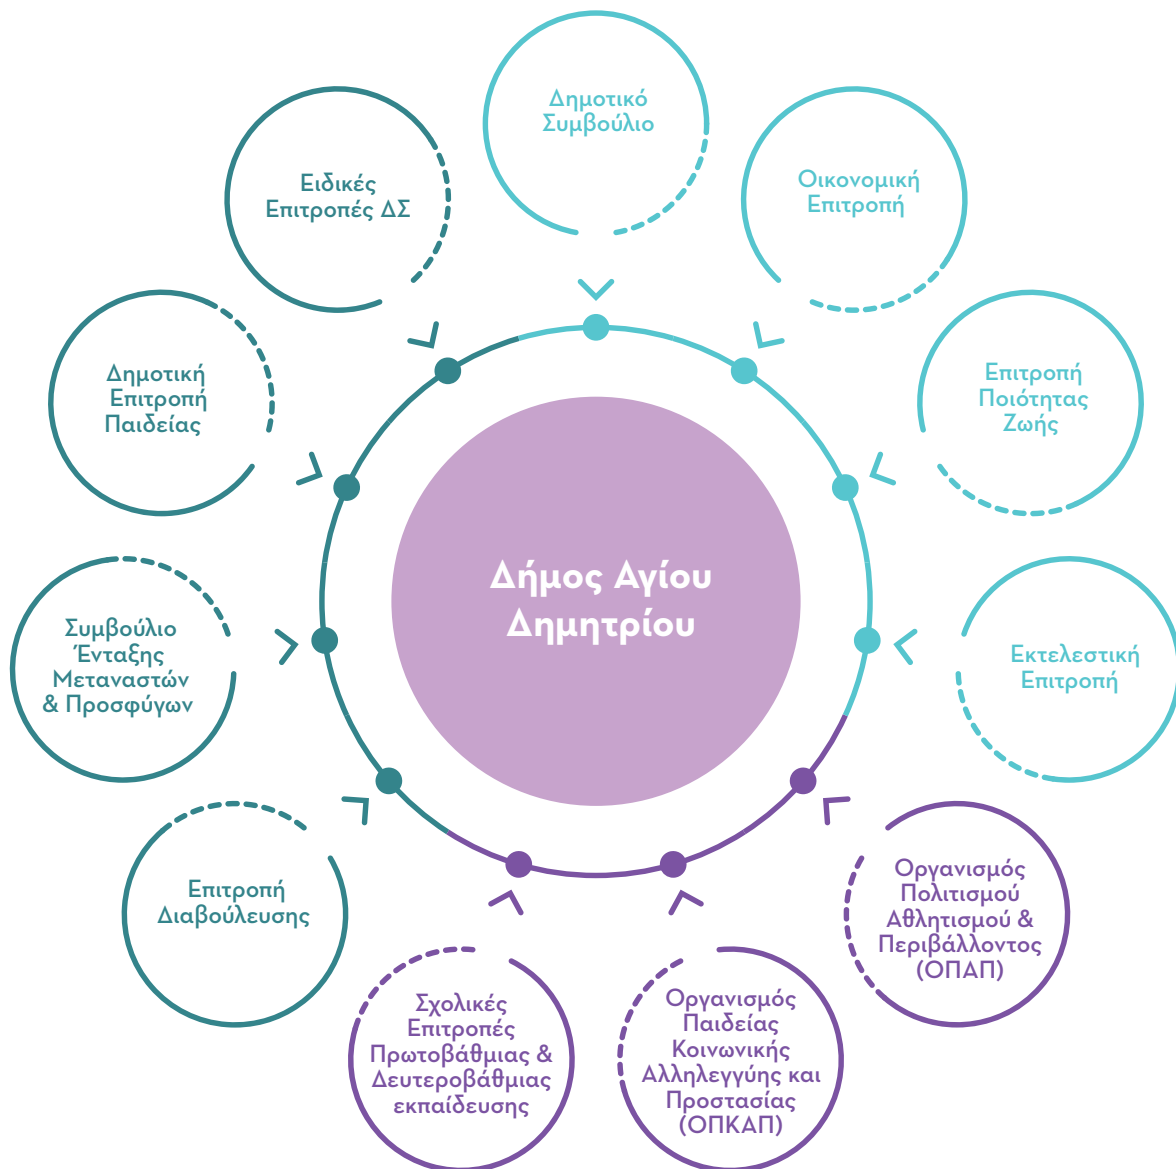 Δημοτικό
Συμβούλιο
Οικονομική
Επιτροπή
Επιτροπή
Ποιότητας
Ζωής
Εκτελεστική
Επιτροπή
Οργανισμός
Πολιτισμού
Αθλητισμού &
Περιβάλλοντος
(ΟΠΑΠ)
Οργανισμός
Παιδείας
Κοινωνικής
Αλληλεγγύης και
Προστασίας
(ΟΠΚΑΠ)
Σχολικές
Επιτροπές
Πρωτοβάθμιας &
Δευτεροβάθμιας
εκπαίδευσης
Επιτροπή
Διαβούλευσης
Συμβούλιο
Ένταξης
Μεταναστών
& Προσφύγων
Δημοτική
Επιτροπή
Παιδείας
Ειδικές
Επιτροπές ΔΣ
Δήμος Αγίου
Δημητρίου